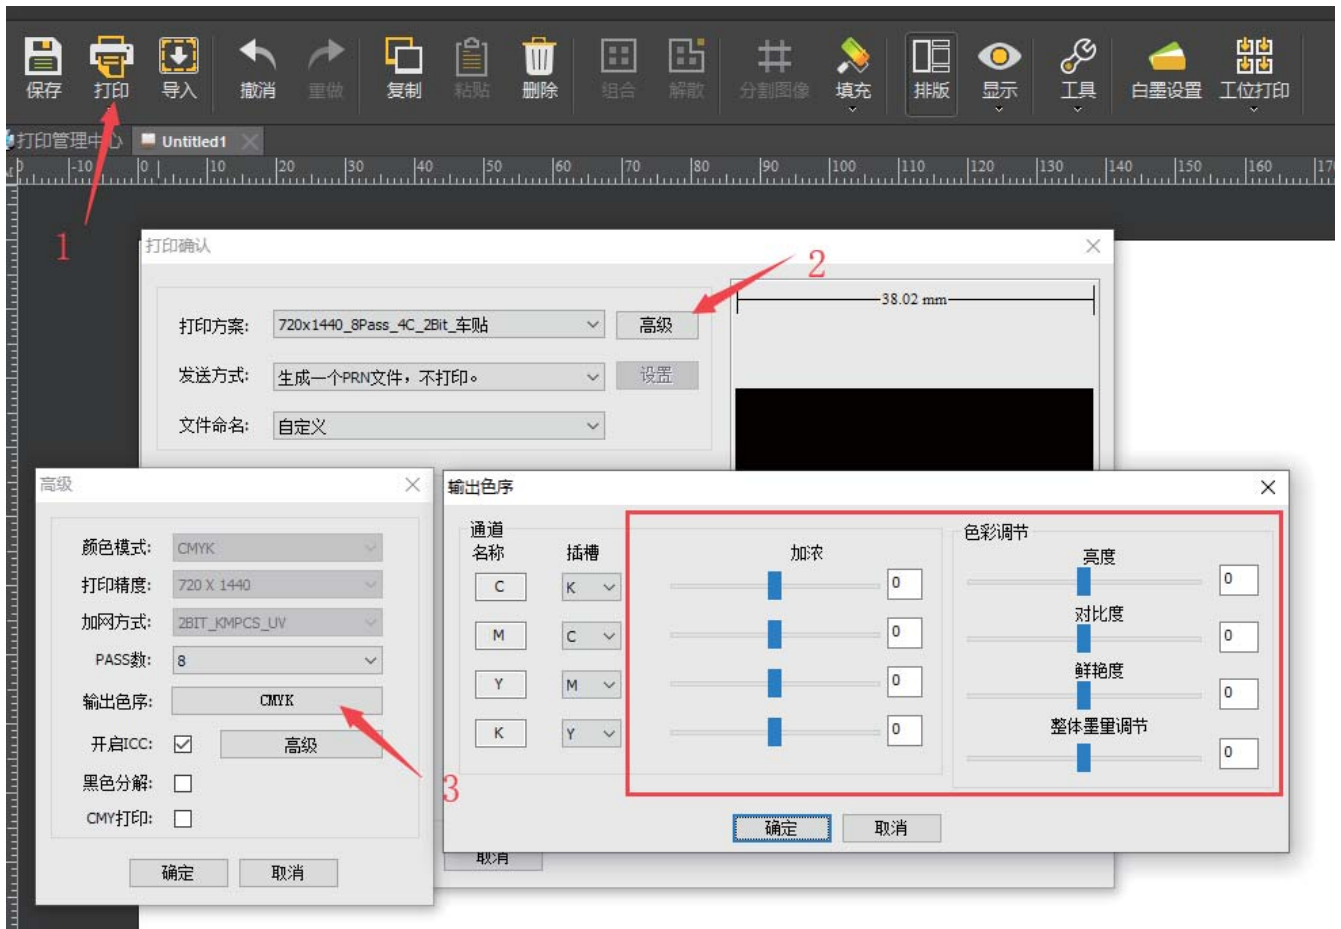 保存 打印 导入 撤消 重做 复制 粘贴 删除 组合 解散 分割图像 填充 排版 显示 工具 白墨设置 工位打印
打印管理中心 Untitled1
-10 0 10 20 30 40 50 60 70 80 90 100 110 120 130 140 150 160 17
1
打印确认
2
38.02 mm
打印方案: 720x1440_8Pass_4C_2Bit_车贴 高级
发送方式: 生成一个PRN文件，不打印。 设置
文件命名: 自定义
高级
颜色模式: CMYK
打印精度: 720 X 1440
加网方式: 2BIT_KMPCS_UV
PASS数: 8
输出色序: CMYK
开启ICC: 高级
黑色分解:
CMY打印:
确定 取消
3
输出色序
通道
名称 插槽 加浓
C K 0
M C 0
Y M 0
K Y 0
色彩调节
亮度
0
对比度
0
鲜艳度
0
整体墨量调节
0
确定 取消
取消